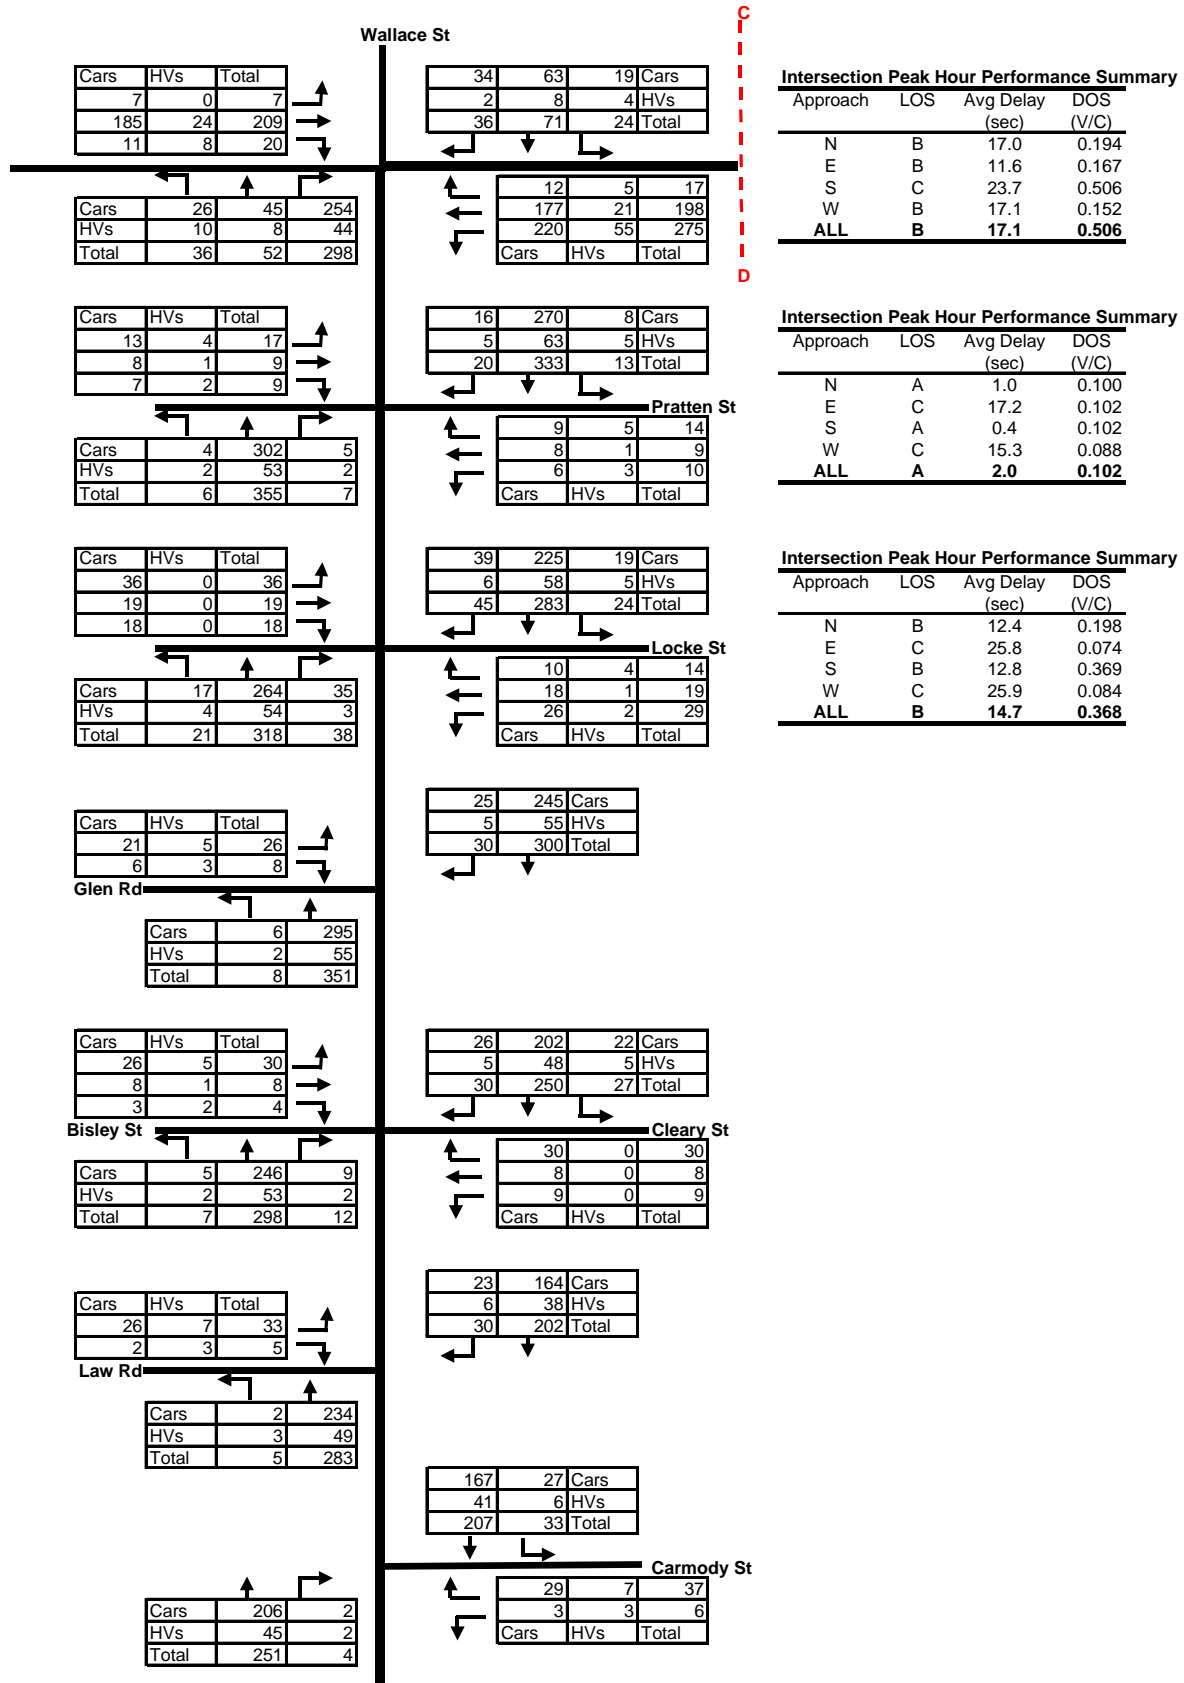 C
Wallace St
Cars HVs Total
7 0 7
185 24 209
11 8 20
34 63 19 Cars
2 8 4 HVs
36 71 24 Total
Cars 26 45 254
HVs 10 8 44
Total 36 52 298
12 5 17
177 21 198
220 55 275
Cars HVs Total
D
Intersection Peak Hour Performance Summary
Approach LOS Avg Delay DOS
(sec) (V/C)
N B 17.0 0.194
E B 11.6 0.167
S C 23.7 0.506
W B 17.1 0.152
ALL B 17.1 0.506
Cars HVs Total
13 4 17
8 1 9
7 2 9
16 270 8 Cars
5 63 5 HVs
20 333 13 Total
Pratten St
Cars 4 302 5
HVs 2 53 2
Total 6 355 7
9 5 14
8 1 9
6 3 10
Cars HVs Total
Intersection Peak Hour Performance Summary
Approach LOS Avg Delay DOS
(sec) (V/C)
N A 1.0 0.100
E C 17.2 0.102
S A 0.4 0.102
W C 15.3 0.088
ALL A 2.0 0.102
Cars HVs Total
36 0 36
19 0 19
18 0 18
39 225 19 Cars
6 58 5 HVs
45 283 24 Total
Locke St
Cars 17 264 35
HVs 4 54 3
Total 21 318 38
10 4 14
18 1 19
26 2 29
Cars HVs Total
Intersection Peak Hour Performance Summary
Approach LOS Avg Delay DOS
(sec) (V/C)
N B 12.4 0.198
E C 25.8 0.074
S B 12.8 0.369
W C 25.9 0.084
ALL B 14.7 0.368
Cars HVs Total
21 5 26
6 3 8
25 245 Cars
5 55 HVs
30 300 Total
Glen Rd
Cars 6 295
HVs 2 55
Total 8 351
Cars HVs Total
26 5 30
8 1 8
3 2 4
26 202 22 Cars
5 48 5 HVs
30 250 27 Total
Bisley St
Cleary St
Cars 5 246 9
HVs 2 53 2
Total 7 298 12
30 0 30
8 0 8
9 0 9
Cars HVs Total
Cars HVs Total
26 7 33
2 3 5
23 164 Cars
6 38 HVs
30 202 Total
Law Rd
Cars 2 234
HVs 3 49
Total 5 283
167 27 Cars
41 6 HVs
207 33 Total
Carmody St
Cars 206 2
HVs 45 2
Total 251 4
29 7 37
3 3 6
Cars HVs Total